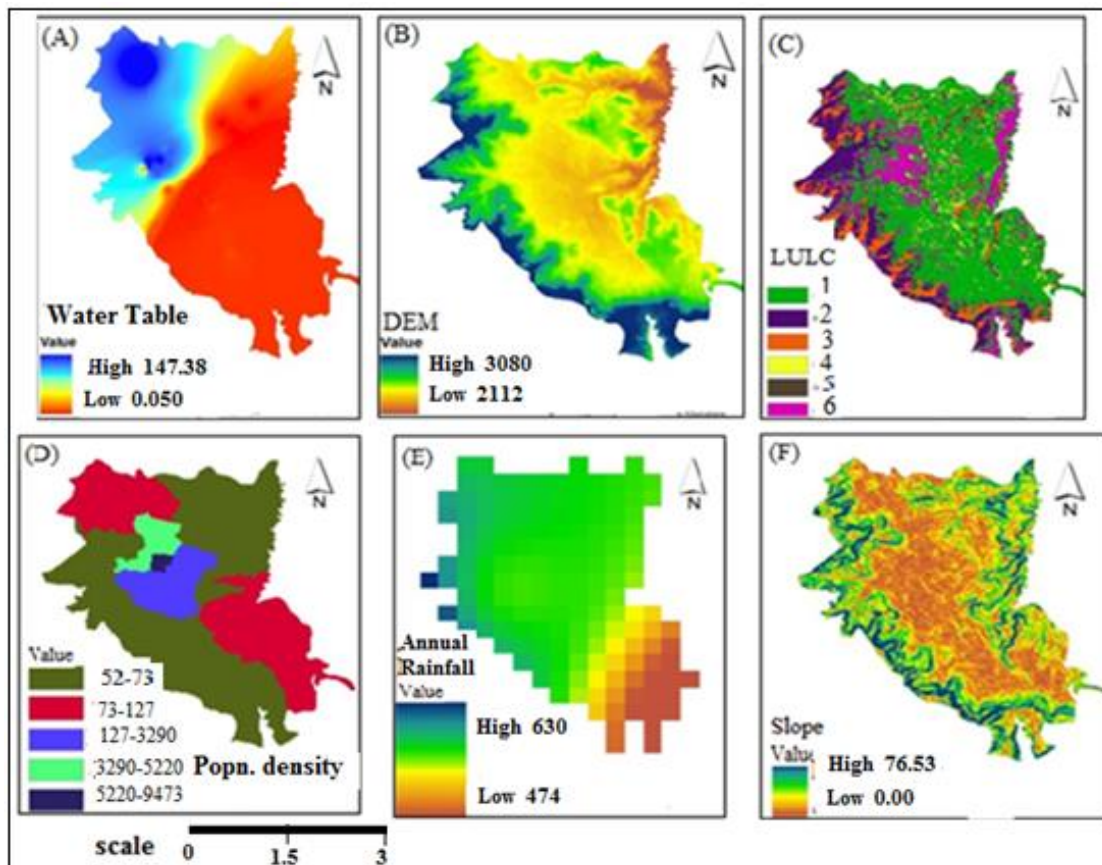 (A)
N
Water Table
Value
High 147.38
Low 0.050
(B)
N
DEM
Value
High 3080
Low 2112
(C)
N
LULC
1
2
3
4
5
6
(D)
N
Value
52-73
73-127
127-3290
3290-5220
5220-9473
Popn. density
(E)
N
Annual
Rainfall
Value
High 630
Low 474
(F)
N
Slope
Value
High 76.53
Low 0.00
scale
0 1.5 3